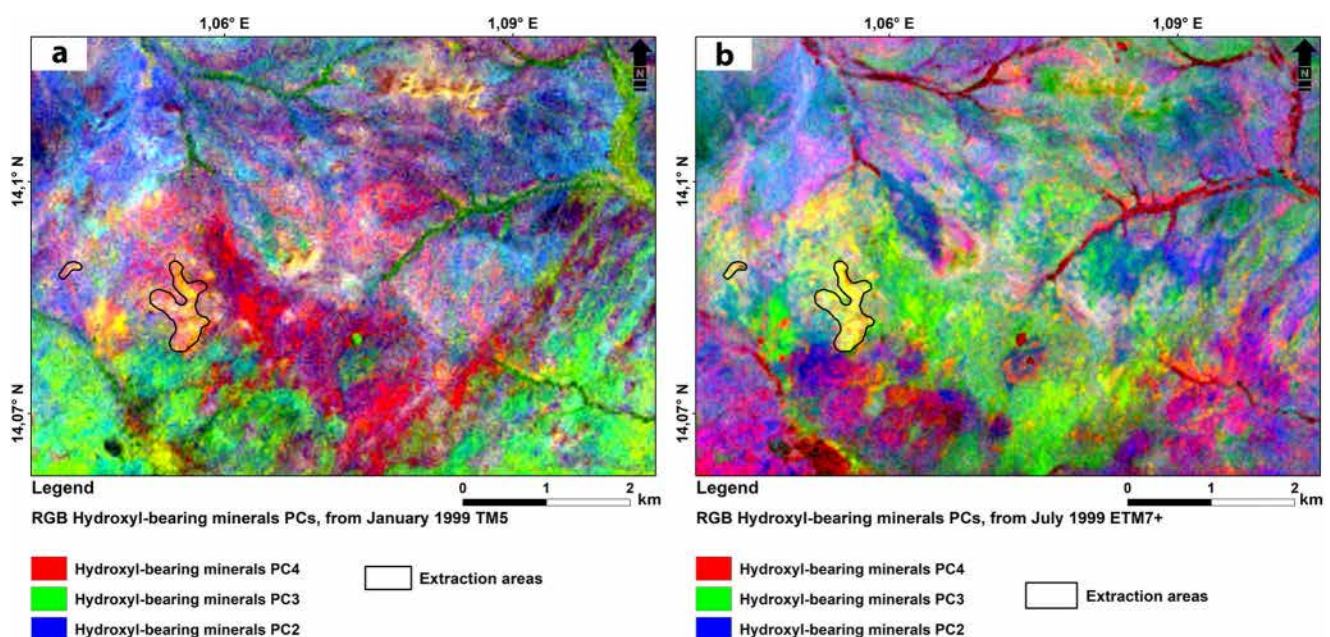 1,06° E
1,09° E
a
N
14,1° N
14,07° N
Legend
0 1 2
km
RGB Hydroxyl-bearing minerals PCs, from January 1999 TM5
Hydroxyl-bearing minerals PC4
Hydroxyl-bearing minerals PC3
Hydroxyl-bearing minerals PC2
Extraction areas
1,06° E
1,09° E
b
N
14,1° N
14,07° N
Legend
0 1 2
km
RGB Hydroxyl-bearing minerals PCs, from July 1999 ETM7+
Hydroxyl-bearing minerals PC4
Hydroxyl-bearing minerals PC3
Hydroxyl-bearing minerals PC2
Extraction areas